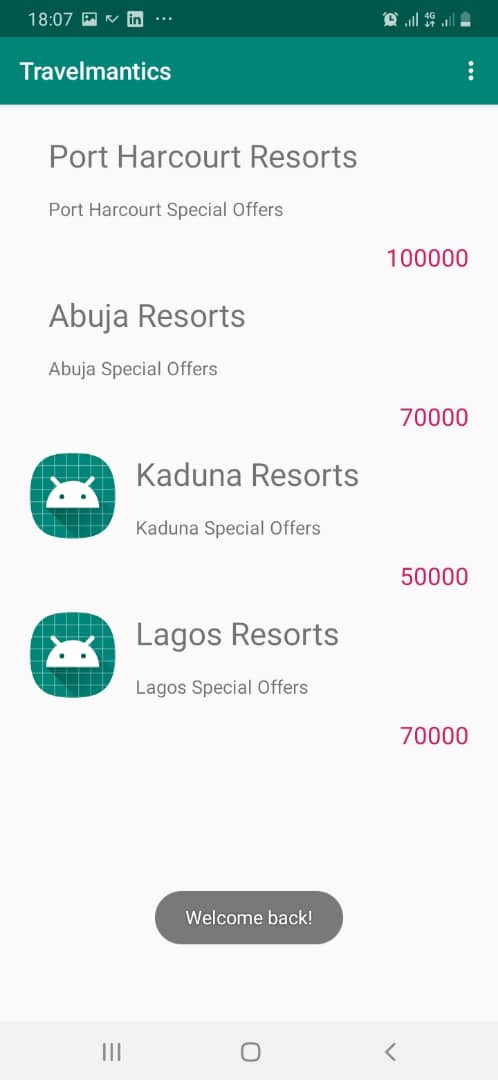 18:07
4G
Travelmantics
Port Harcourt Resorts
Port Harcourt Special Offers
100000
Abuja Resorts
Abuja Special Offers
70000
Kaduna Resorts
Kaduna Special Offers
50000
Lagos Resorts
Lagos Special Offers
70000
Welcome back!